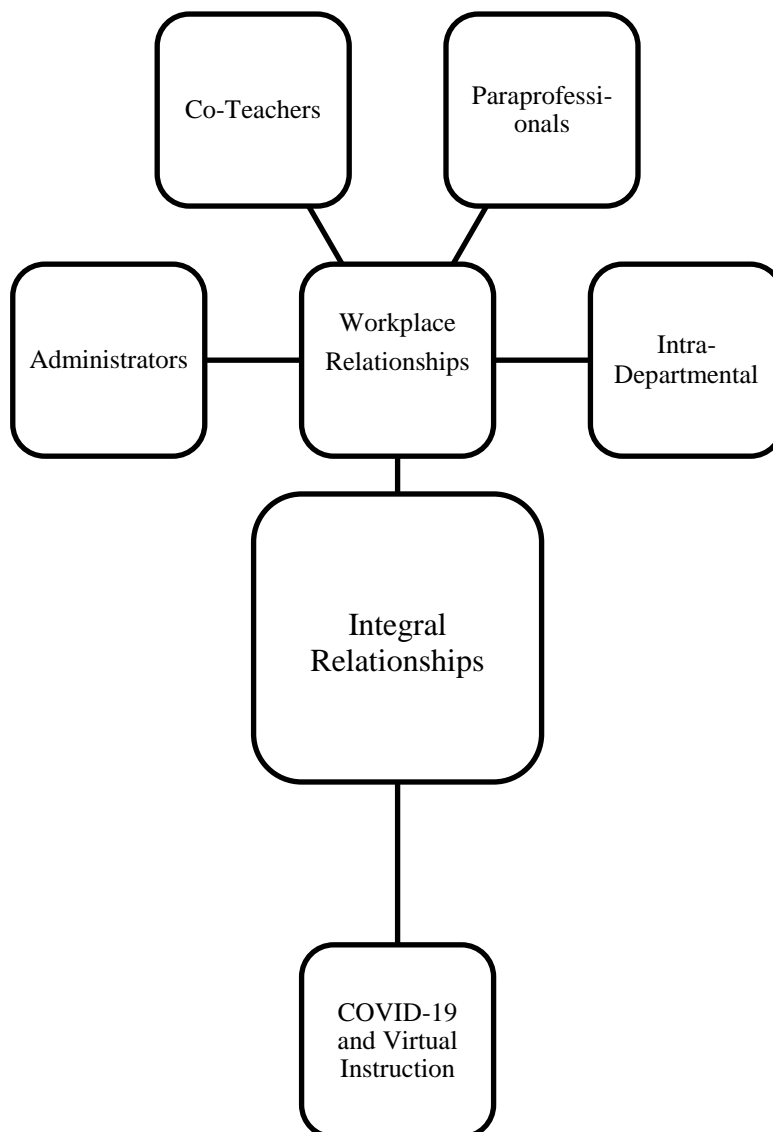 Co-Teachers
Paraprofessi-
onals
Administrators
Workplace
Relationships
Intra-
Departmental
Integral
Relationships
COVID-19
and Virtual
Instruction